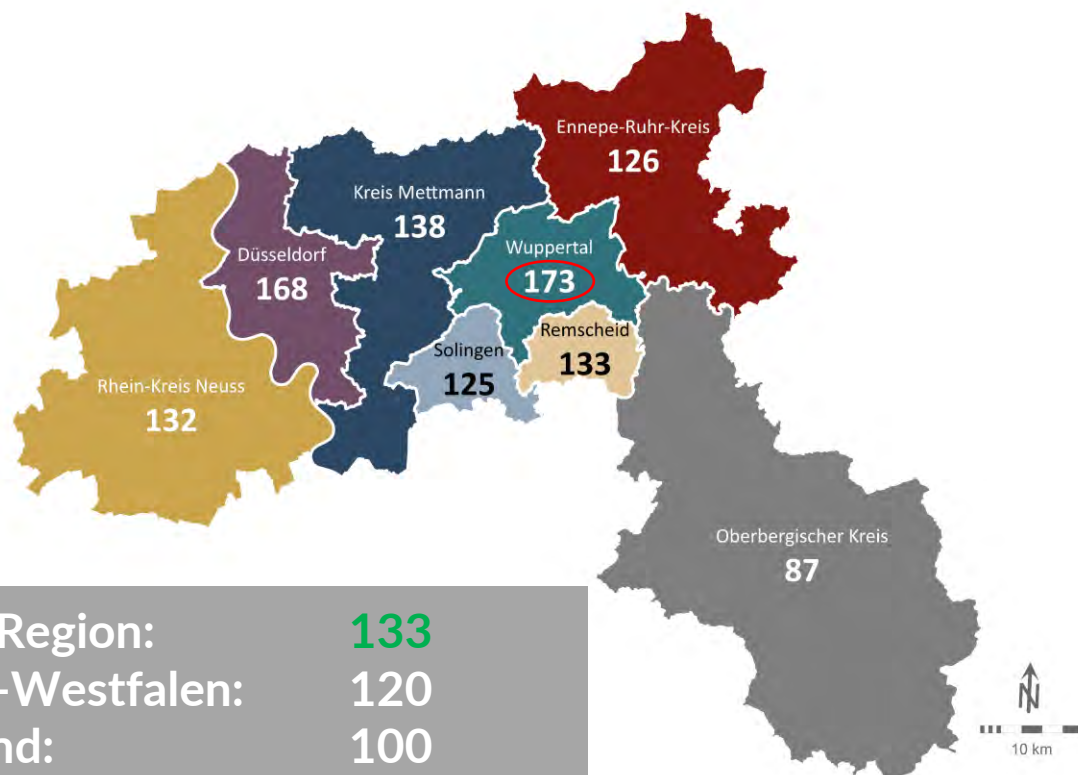 Ennepe-Ruhr-Kreis
126
Kreis Mettmann
138
Düsseldorf
168
Wuppertal
173
Remscheid
133
Solingen
125
Rhein-Kreis Neuss
132
Oberbergischer Kreis
87
Region: 133
-Westfalen: 120
nd: 100
N
10 km